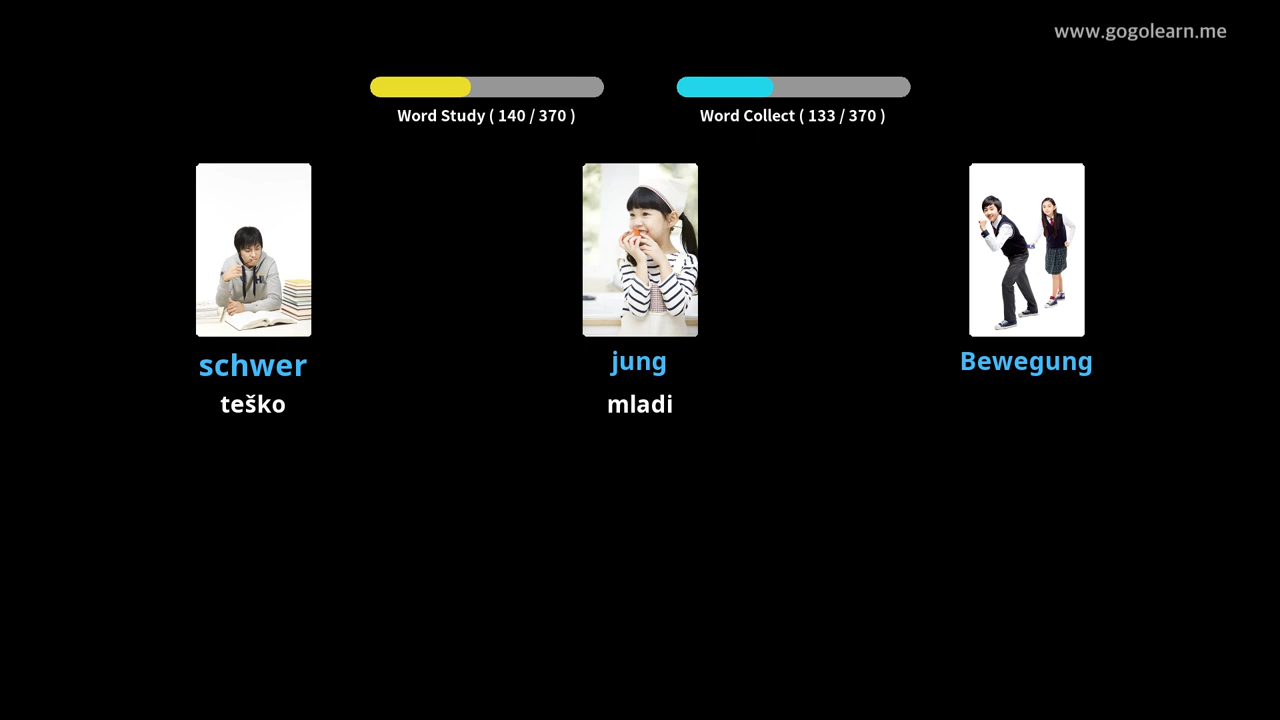 www.gogolearn.me
Word Study ( 140 / 370 )
Word Collect ( 133 / 370 )
schwer
jung
Bewegung
teško
mladi